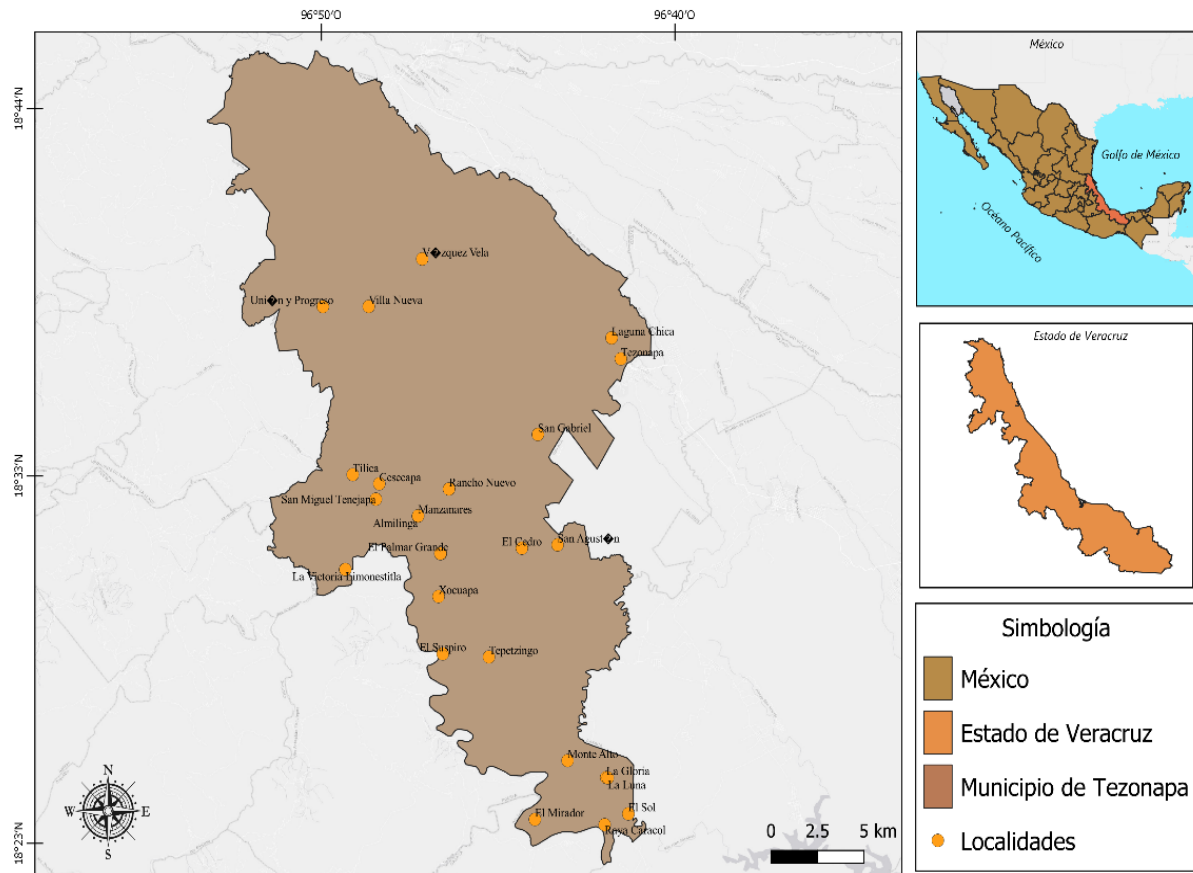 96°50'O
96°40'O
18°44'N
18°33'N
18°23'N
V�zquez Vela
Uni�n y Progreso
Villa Nueva
Laguna Chica
Tezonapa
San Gabriel
Tilica
Cesecapa
San Miguel Tenejapa
Rancho Nuevo
Manzanares
Almilinga
El Palmar Grande
El Cedro
San Agust�n
La Victoria Limonestitla
Xocuapa
El Suspiro
Tepetzingo
Monte Alto
La Gloria
La Luna
El Sol
El Mirador
Raya Caracol
N
W
E
S
0 2.5 5 km
México
Golfo de México
Océano Pacífico
Estado de Veracruz
Simbología
México
Estado de Veracruz
Municipio de Tezonapa
Localidades